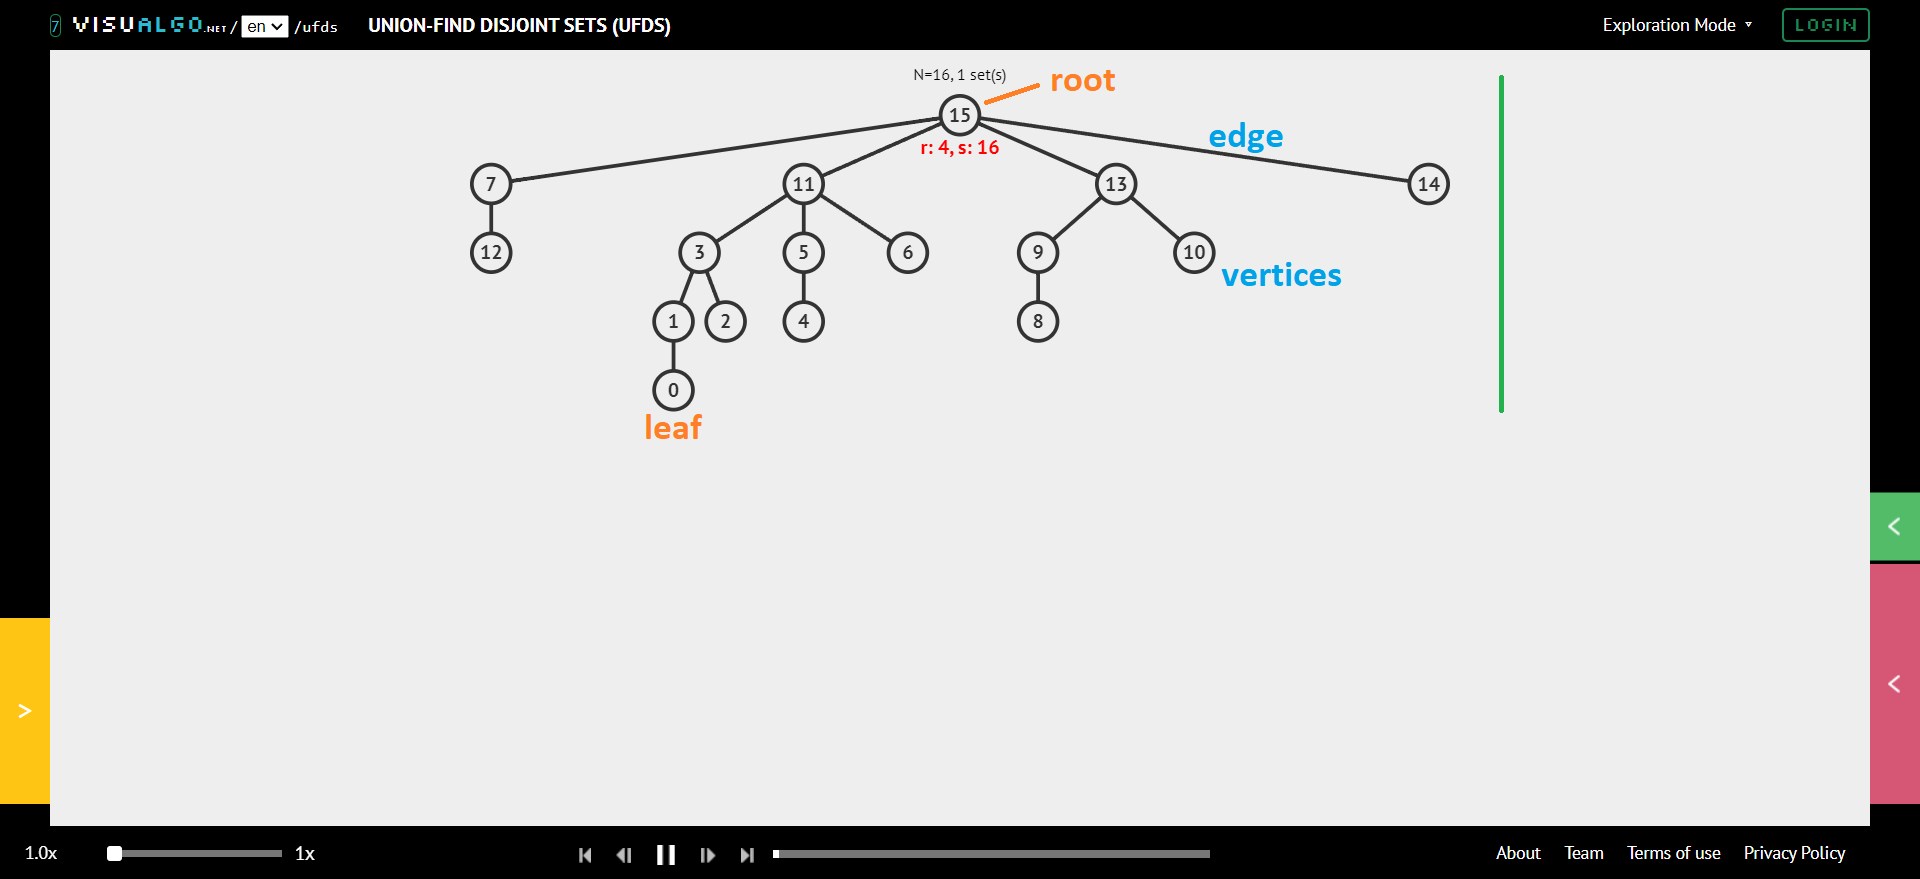 7 VISUALGO.NET / en /ufds UNION-FIND DISJOINT SETS (UFDS) Exploration Mode ▼ LOGIN
N=16, 1 set(s)
root
15
r: 4, s: 16
edge
7 11 13 14
12 3 5 6 9 10
vertices
1 2 4 8
0
leaf
<
>
<
1.0x 1x About Team Terms of use Privacy Policy